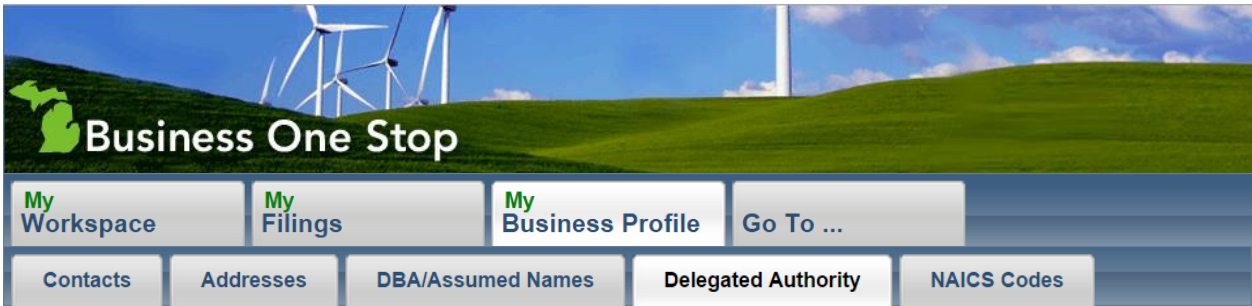 Business One Stop
My Workspace
My Filings
My Business Profile
Go To ...
Contacts
Addresses
DBA/Assumed Names
Delegated Authority
NAICS Codes